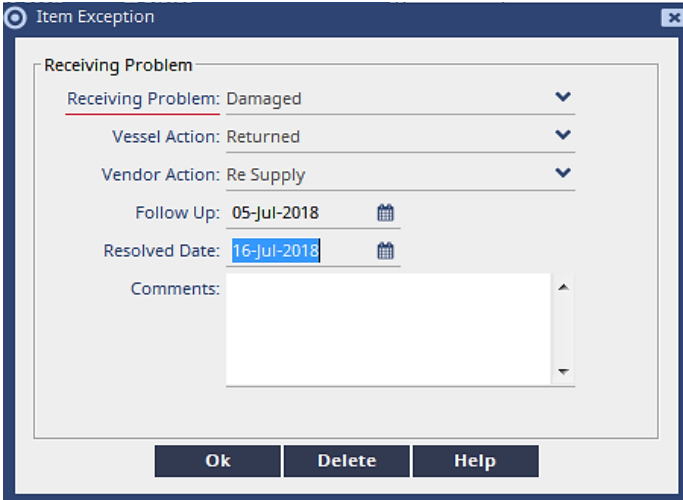 Item Exception
Receiving Problem
Receiving Problem: Damaged
Vessel Action: Returned
Vendor Action: Re Supply
Follow Up: 05-Jul-2018
Resolved Date: 16-Jul-2018
Comments:
Ok Delete Help